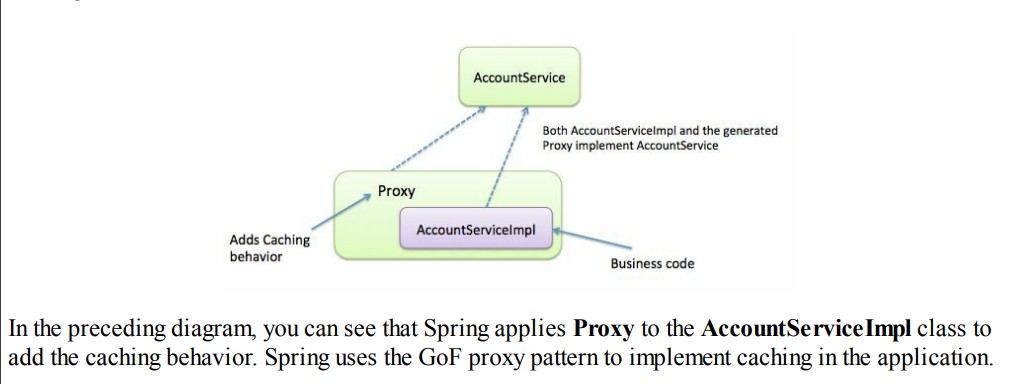 AccountService
Both AccountServiceImpl and the generated
Proxy implement AccountService
Proxy
AccountServiceImpl
Adds Caching
behavior
Business code
In the preceding diagram, you can see that Spring applies Proxy to the AccountServiceImpl class to
add the caching behavior. Spring uses the GoF proxy pattern to implement caching in the application.